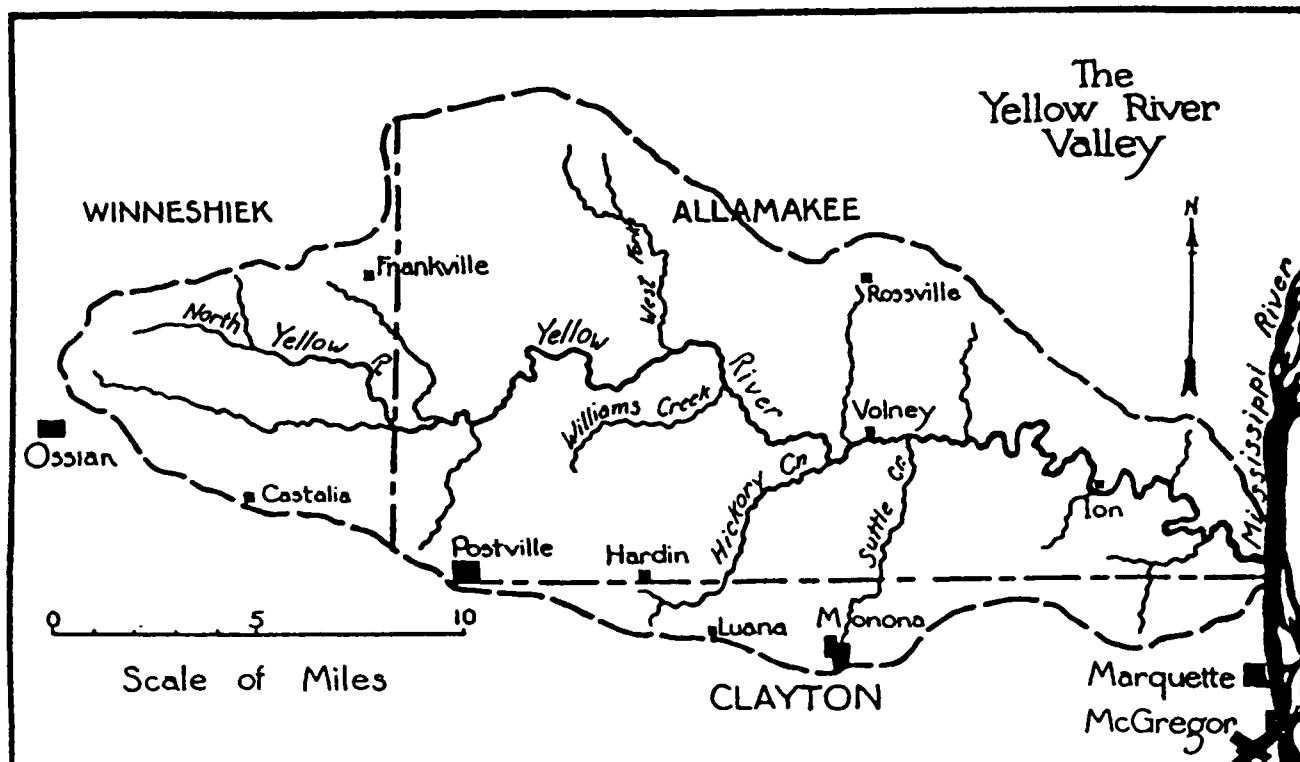 The
Yellow River
Valley
N
WINNESHIEK
ALLAMAKEE
Frankville
West Fork
Rossville
Mississippi River
North Yellow R.
Yellow River
Williams Creek
Volney
Ossian
Castalia
Hickory Cr.
Suttle Cr.
Ion
Postville
Hardin
0 5 10
Scale of Miles
Luana
Monona
Marquette
CLAYTON
McGregor